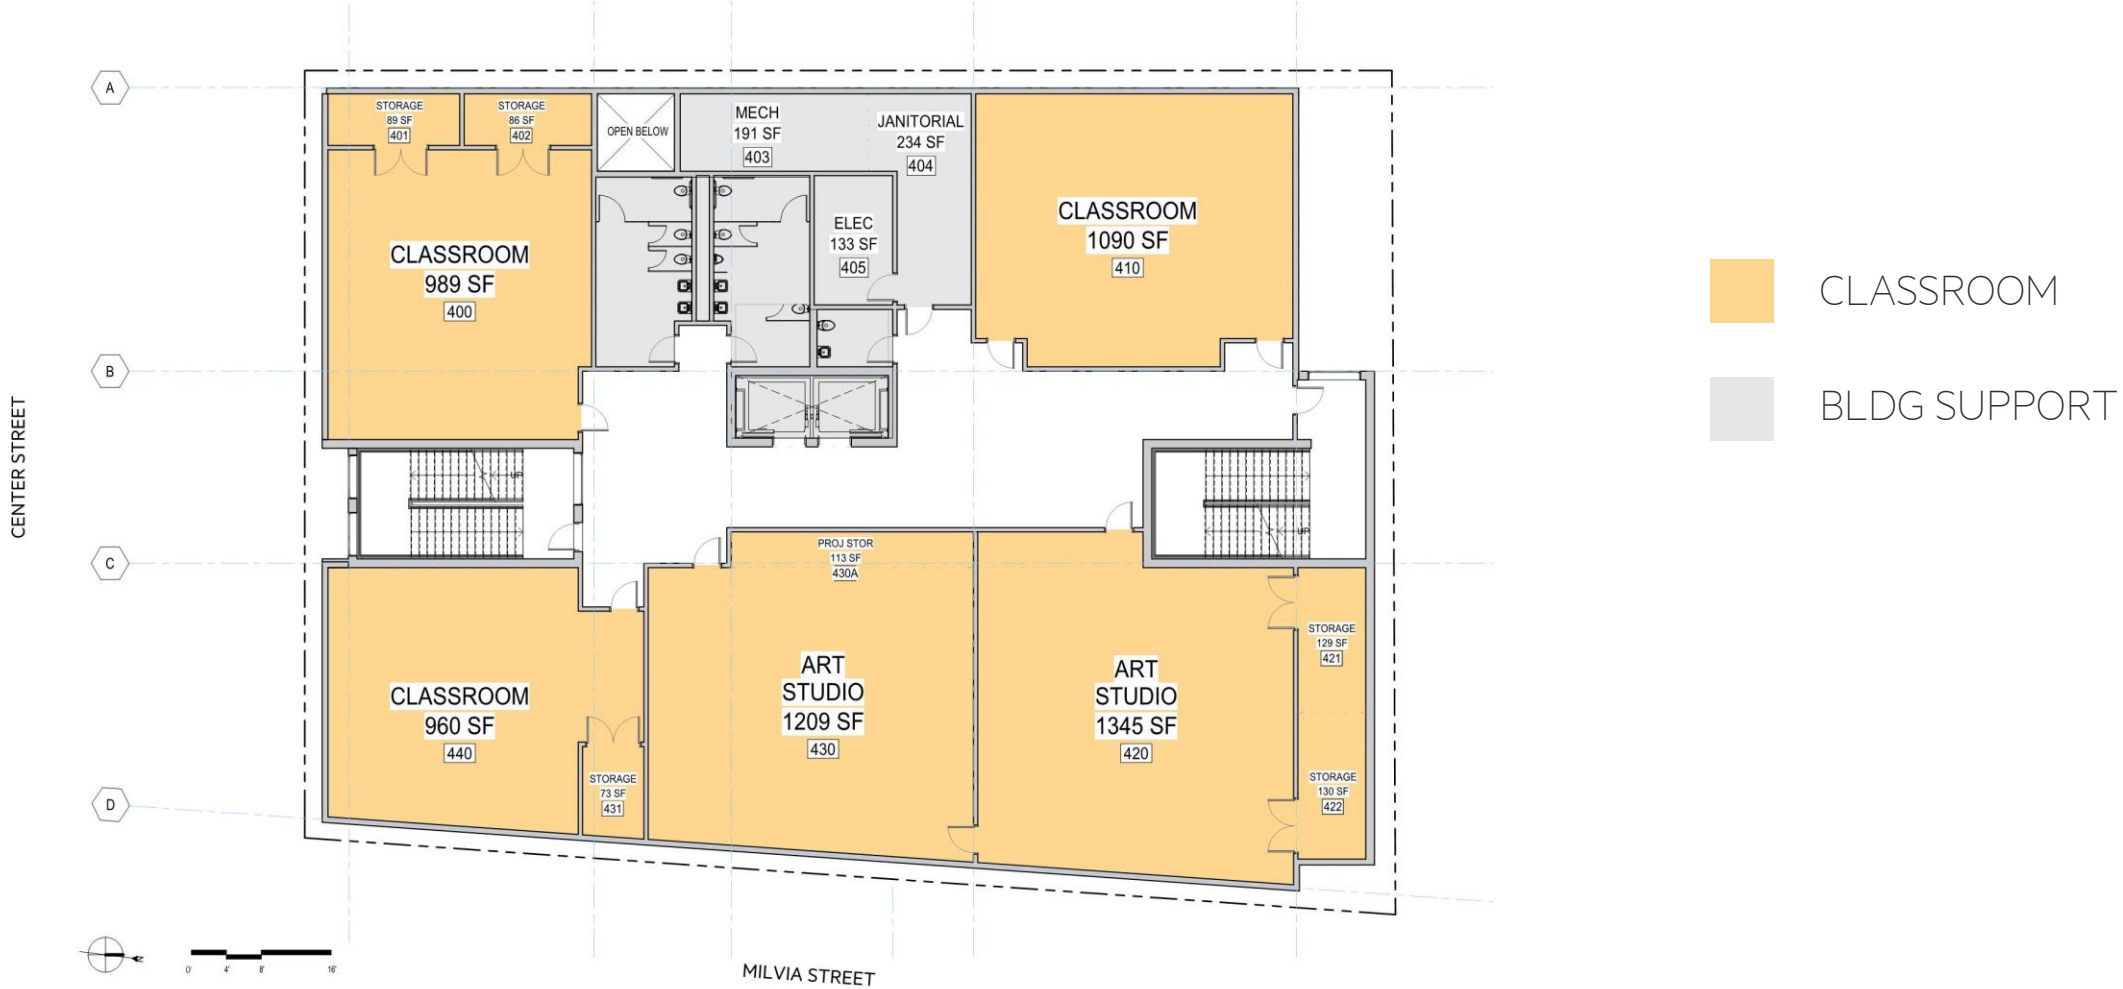 A
B
C
D
CENTER STREET
STORAGE
89 SF
401
STORAGE
86 SF
402
OPEN BELOW
MECH
191 SF
403
JANITORIAL
234 SF
404
ELEC
133 SF
405
CLASSROOM
989 SF
400
CLASSROOM
1090 SF
410
UP
UP
PROJ STOR
113 SF
430A
CLASSROOM
960 SF
440
STORAGE
73 SF
431
ART
STUDIO
1209 SF
430
ART
STUDIO
1345 SF
420
STORAGE
129 SF
421
STORAGE
130 SF
422
N
0' 4' 8' 16'
MILVIA STREET
CLASSROOM
BLDG SUPPORT